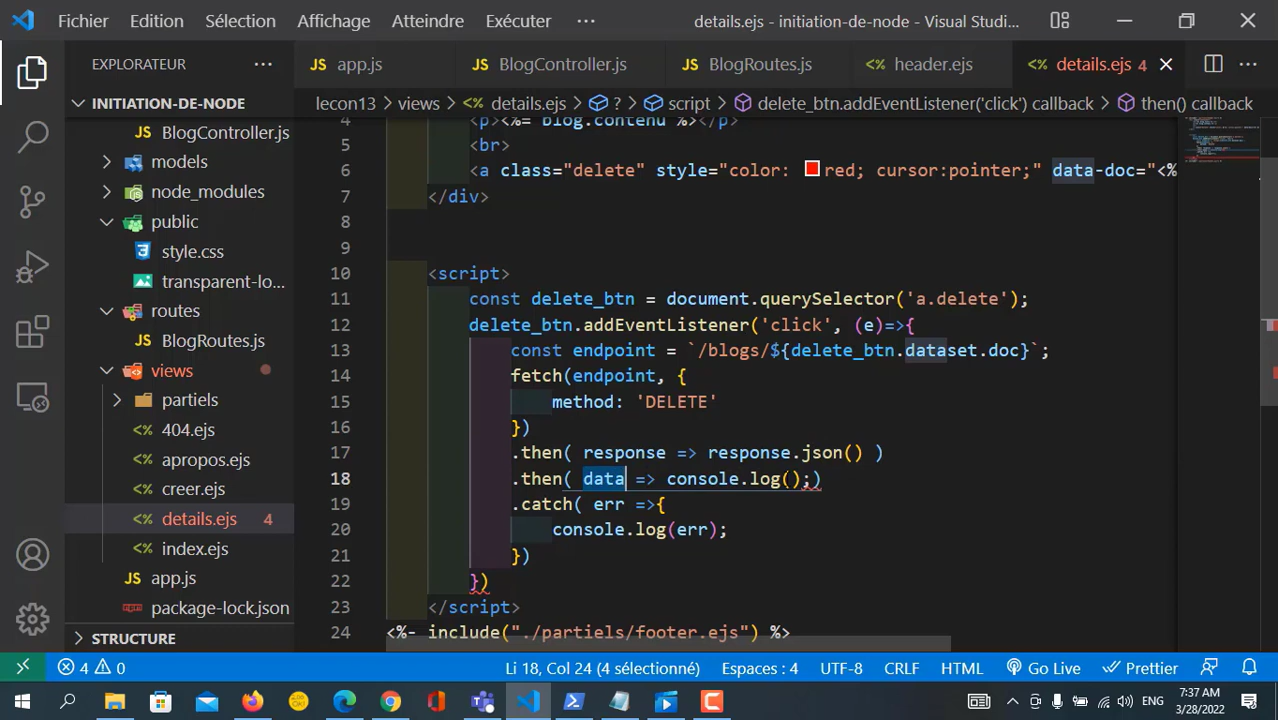 Fichier Edition Sélection Affichage Atteindre Exécuter ··· details.ejs - initiation-de-node - Visual Studi...
EXPLORATEUR ···
JS app.js JS BlogController.js JS BlogRoutes.js <% header.ejs <% details.ejs 4
INITIATION-DE-NODE
lecon13 > views > <% details.ejs > ? > script > delete_btn.addEventListener('click') callback > then() callback
BlogController.js
models
node_modules
public
style.css
transparent-lo...
routes
JS BlogRoutes.js
views
partiels
<% 404.ejs
<% apropos.ejs
<% creer.ejs
<% details.ejs 4
<% index.ejs
JS app.js
package-lock.json
STRUCTURE
4 <p><%= blog.contenu %></p>
5 <br>
6 <a class="delete" style="color: red; cursor:pointer;" data-doc="<%
7 </div>
8
9
10 <script>
11 const delete_btn = document.querySelector('a.delete');
12 delete_btn.addEventListener('click', (e)=>{
13 const endpoint = `/blogs/${delete_btn.dataset.doc}`;
14 fetch(endpoint, {
15 method: 'DELETE'
16 })
17 .then( response => response.json() )
18 .then( data => console.log();)
19 .catch( err =>{
20 console.log(err);
21 })
22 })
23 </script>
24 <%- include("./partiels/footer.ejs") %>
4 0 Li 18, Col 24 (4 sélectionné) Espaces : 4 UTF-8 CRLF HTML Go Live Prettier
ENG 7:37 AM
3/28/2022